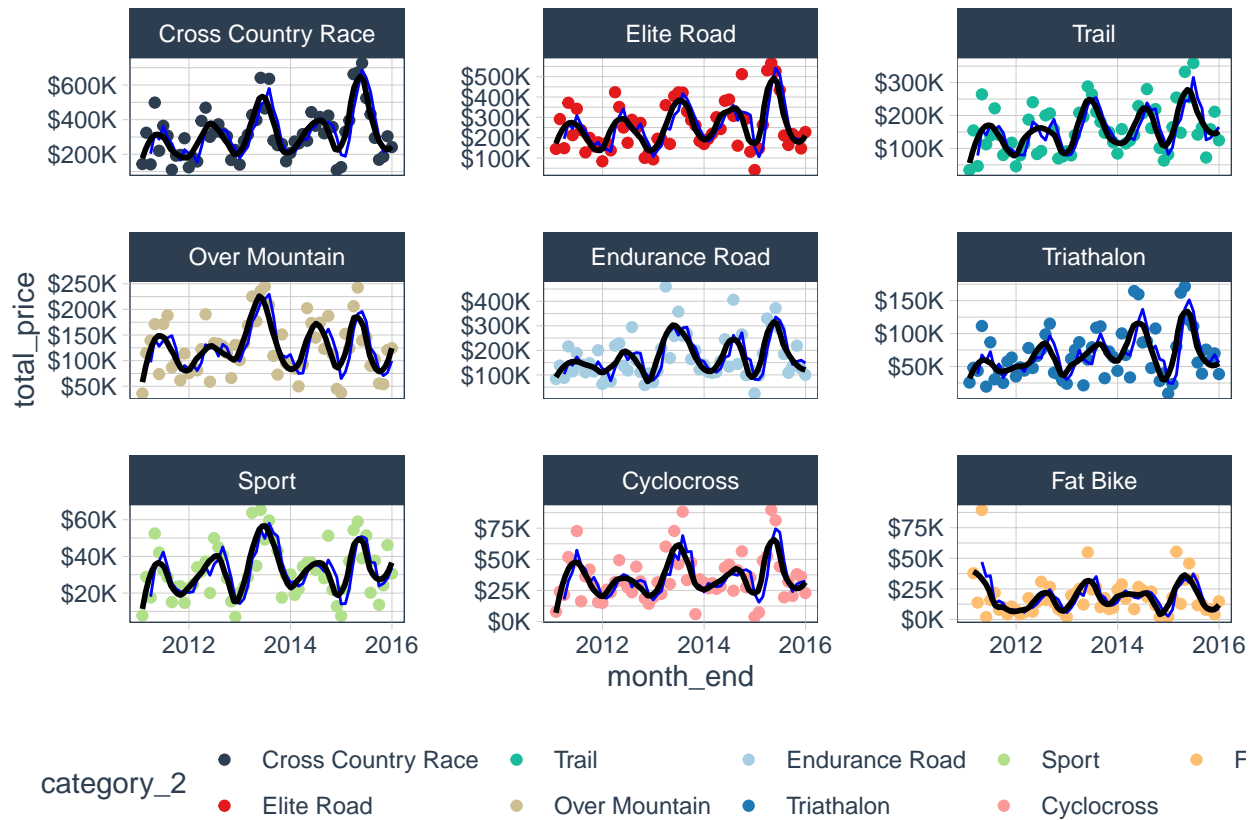 Cross Country Race
Elite Road
Trail
$600K
$400K
$200K
$500K
$400K
$300K
$200K
$100K
$300K
$200K
$100K
Over Mountain
Endurance Road
Triathalon
$250K
$200K
$150K
$100K
$50K
$400K
$300K
$200K
$100K
$150K
$100K
$50K
total_price
Sport
Cyclocross
Fat Bike
$60K
$40K
$20K
$75K
$50K
$25K
$0K
$75K
$50K
$25K
$0K
2012 2014 2016
2012 2014 2016
2012 2014 2016
month_end
category_2
Cross Country Race Trail Endurance Road Sport F
Elite Road Over Mountain Triathalon Cyclocross